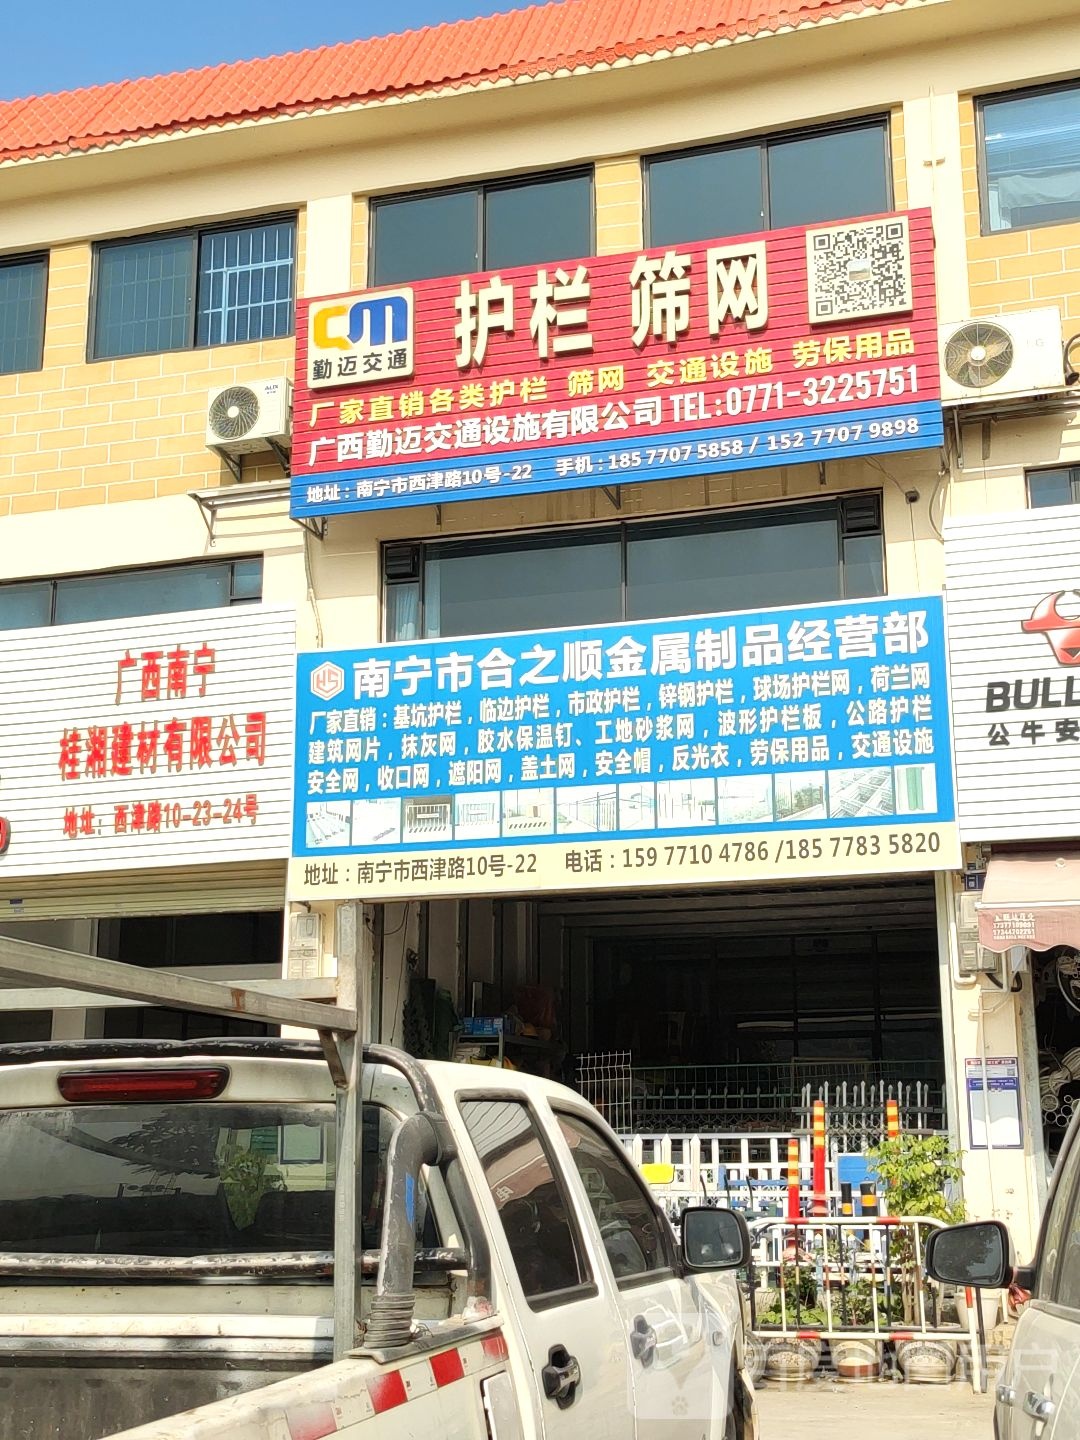 护栏 筛网
CM
勤迈交通
厂家直销各类护栏 筛网 交通设施 劳保用品
广西勤迈交通设施有限公司 TEL:0771-3225751
地址：南宁市西津路10号-22 手机：185 7707 5858 / 152 7707 9898
广西南宁
桂湘建材有限公司
地址：西津路10-23-24号
HS 南宁市合之顺金属制品经营部
厂家直销：基坑护栏，临边护栏，市政护栏，锌钢护栏，球场护栏网，荷兰网
建筑网片，抹灰网，胶水保温钉、工地砂浆网，波形护栏板，公路护栏
安全网，收口网，遮阳网，盖土网，安全帽，反光衣，劳保用品，交通设施
地址：南宁市西津路10号-22 电话：159 7710 4786 /185 7783 5820
BULL
公牛安